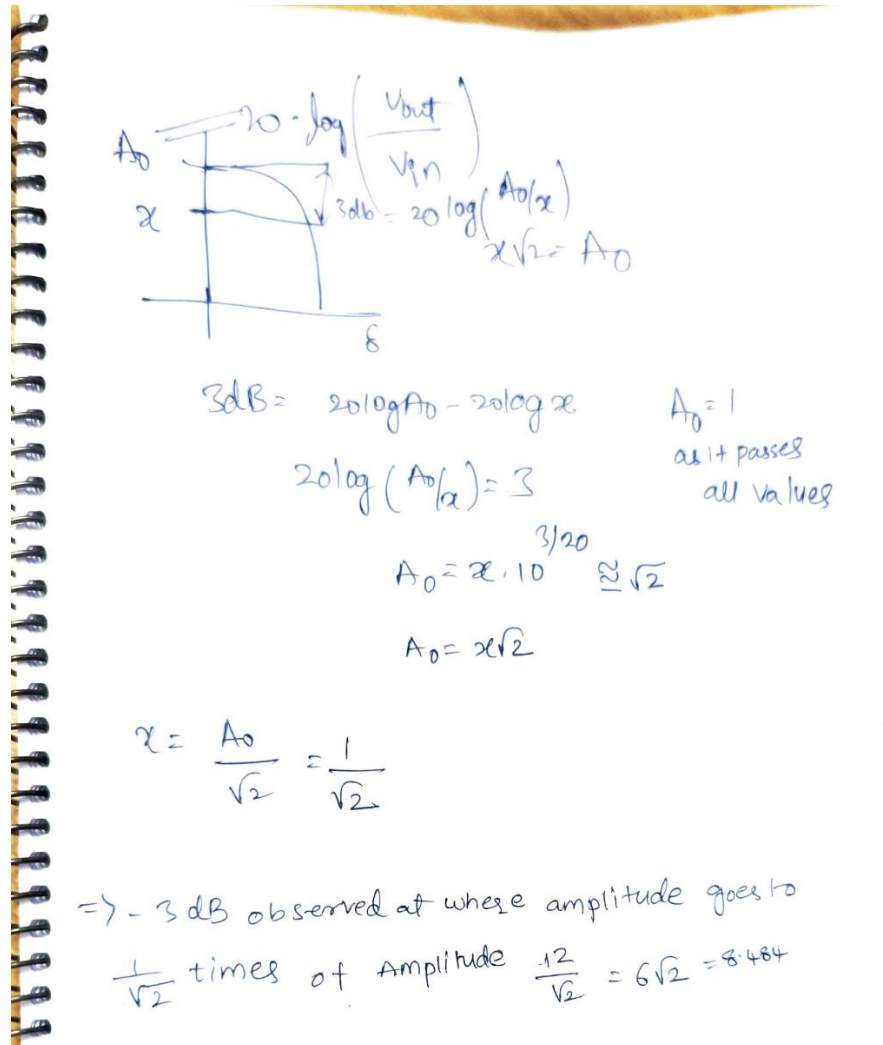 20 · log(Vout/Vin)
A₀
x
3db = 20 log(A₀/x)
x√2 = A₀
f
3dB = 20logA₀ - 20log x
A₀ = 1
as it passes
all values
20log (A₀/x) = 3
A₀ = x.10^(3/20) ≅ √2
A₀ = x√2
x = A₀/√2 = 1/√2
=> - 3 dB observed at where amplitude goes to
1/√2 times of Amplitude 12/√2 = 6√2 = 8.484